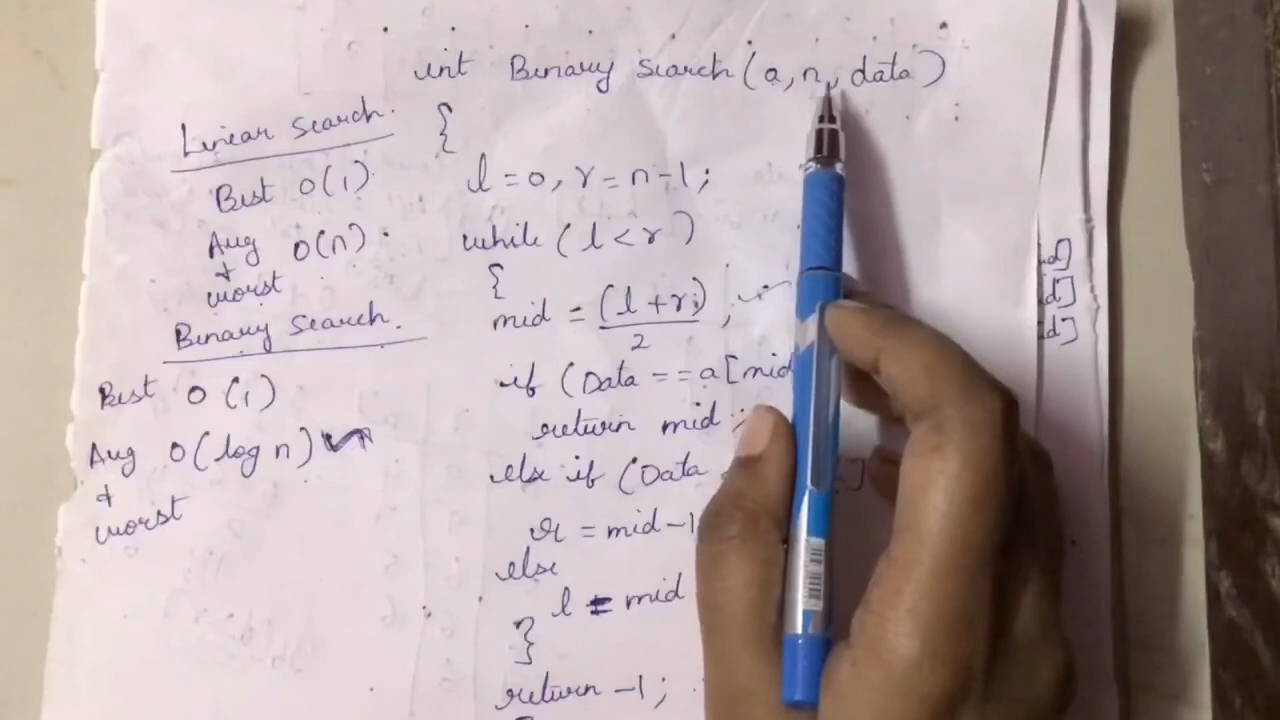 int Binary Search (a, n, data)
{
l = 0, r = n-1;
while (l < r)
{
mid = (l + r) / 2 ;
if (Data == a[mid
return mid ;
else if (Data
r = mid-1
else
l = mid
}
return -1;
Linear Search.
Best O(1)
Avg O(n)
+
worst
Binary Search.
Best O(1)
Avg O(log n)
+
worst